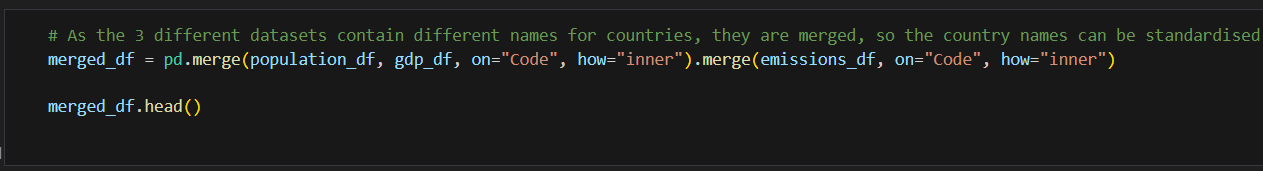 # As the 3 different datasets contain different names for countries, they are merged, so the country names can be standardised
merged_df = pd.merge(population_df, gdp_df, on="Code", how="inner").merge(emissions_df, on="Code", how="inner")
merged_df.head()